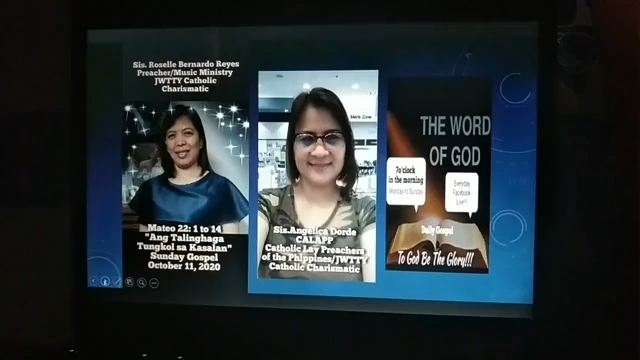 Sis. Roselle Bernardo Reyes
Preacher/Music Ministry
JWTTY Catholic
Charismatic
Mateo 22: 1 to 14
"Ang Talinghaga
Tungkol sa Kasalan"
Sunday Gospel
October 11, 2020
Men's Zone
Sis.Angelica Dorde
CALAPP
Catholic Lay Preachers
of the Phlppines/JWTTY
Catholic Charismatic
THE WORD
OF GOD
7o'clock
in the morning
Monday to Sunday
Everyday
Facebook
Live!!!
Daily Gospel
To God Be The Glory!!!